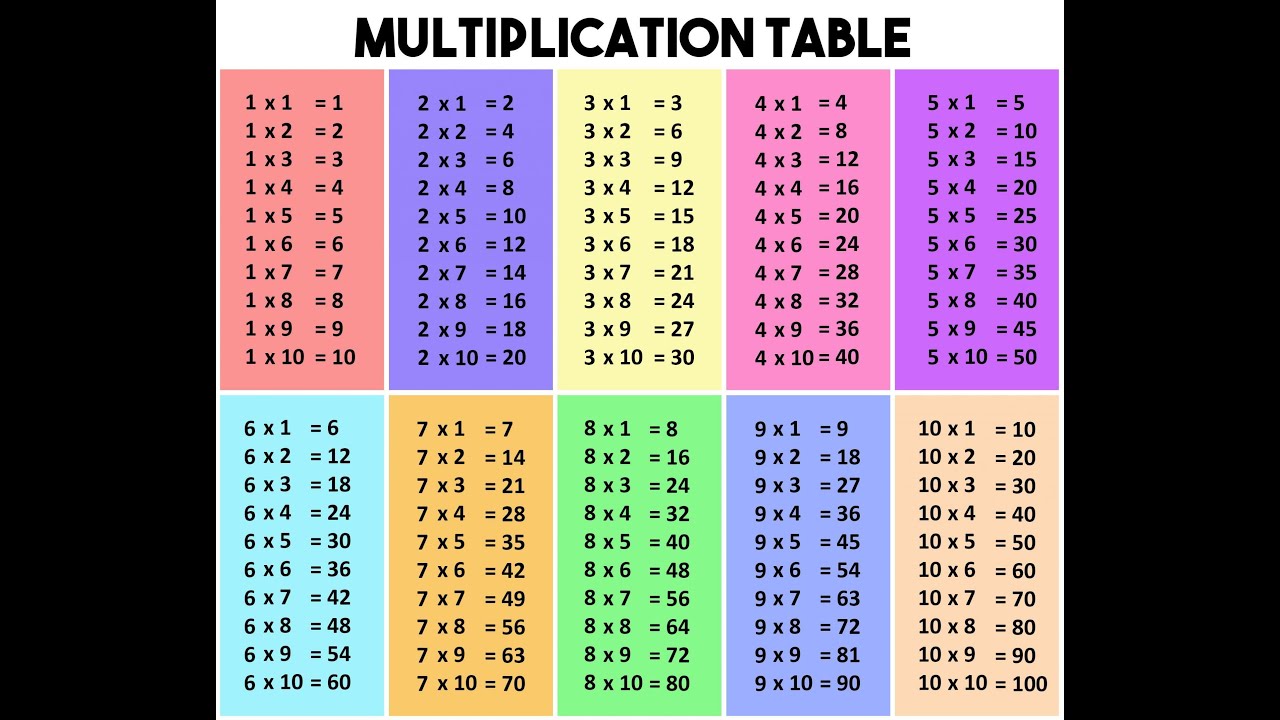 MULTIPLICATION TABLE
1 x 1 = 1
1 x 2 = 2
1 x 3 = 3
1 x 4 = 4
1 x 5 = 5
1 x 6 = 6
1 x 7 = 7
1 x 8 = 8
1 x 9 = 9
1 x 10 = 10
2 x 1 = 2
2 x 2 = 4
2 x 3 = 6
2 x 4 = 8
2 x 5 = 10
2 x 6 = 12
2 x 7 = 14
2 x 8 = 16
2 x 9 = 18
2 x 10 = 20
3 x 1 = 3
3 x 2 = 6
3 x 3 = 9
3 x 4 = 12
3 x 5 = 15
3 x 6 = 18
3 x 7 = 21
3 x 8 = 24
3 x 9 = 27
3 x 10 = 30
4 x 1 = 4
4 x 2 = 8
4 x 3 = 12
4 x 4 = 16
4 x 5 = 20
4 x 6 = 24
4 x 7 = 28
4 x 8 = 32
4 x 9 = 36
4 x 10 = 40
5 x 1 = 5
5 x 2 = 10
5 x 3 = 15
5 x 4 = 20
5 x 5 = 25
5 x 6 = 30
5 x 7 = 35
5 x 8 = 40
5 x 9 = 45
5 x 10 = 50
6 x 1 = 6
6 x 2 = 12
6 x 3 = 18
6 x 4 = 24
6 x 5 = 30
6 x 6 = 36
6 x 7 = 42
6 x 8 = 48
6 x 9 = 54
6 x 10 = 60
7 x 1 = 7
7 x 2 = 14
7 x 3 = 21
7 x 4 = 28
7 x 5 = 35
7 x 6 = 42
7 x 7 = 49
7 x 8 = 56
7 x 9 = 63
7 x 10 = 70
8 x 1 = 8
8 x 2 = 16
8 x 3 = 24
8 x 4 = 32
8 x 5 = 40
8 x 6 = 48
8 x 7 = 56
8 x 8 = 64
8 x 9 = 72
8 x 10 = 80
9 x 1 = 9
9 x 2 = 18
9 x 3 = 27
9 x 4 = 36
9 x 5 = 45
9 x 6 = 54
9 x 7 = 63
9 x 8 = 72
9 x 9 = 81
9 x 10 = 90
10 x 1 = 10
10 x 2 = 20
10 x 3 = 30
10 x 4 = 40
10 x 5 = 50
10 x 6 = 60
10 x 7 = 70
10 x 8 = 80
10 x 9 = 90
10 x 10 = 100